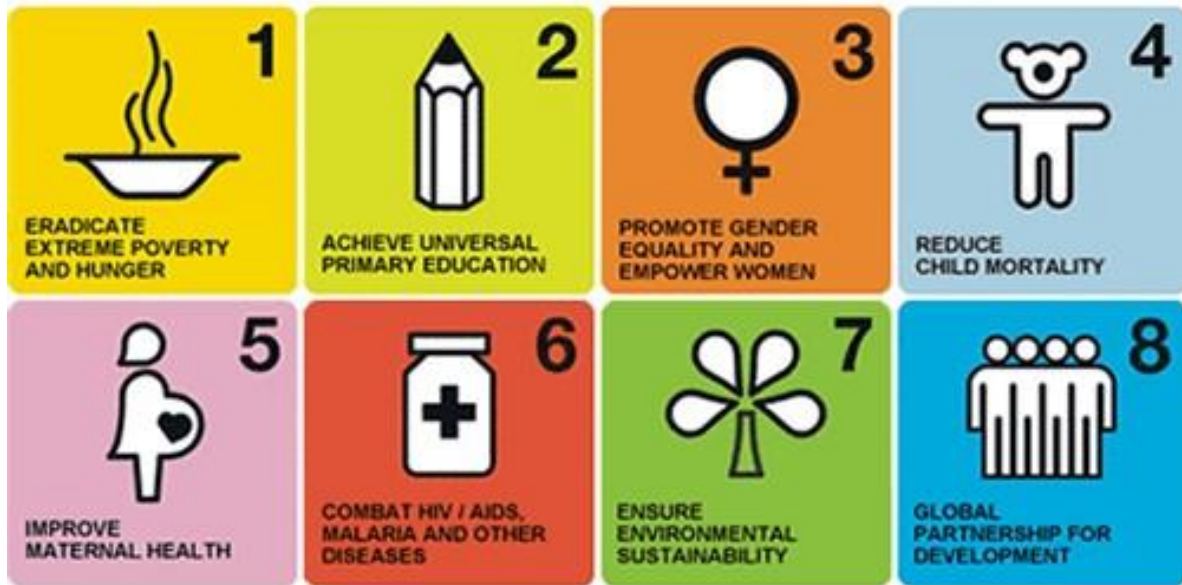 1
ERADICATE
EXTREME POVERTY
AND HUNGER
2
ACHIEVE UNIVERSAL
PRIMARY EDUCATION
3
PROMOTE GENDER
EQUALITY AND
EMPOWER WOMEN
4
REDUCE
CHILD MORTALITY
5
IMPROVE
MATERNAL HEALTH
6
COMBAT HIV / AIDS,
MALARIA AND OTHER
DISEASES
7
ENSURE
ENVIRONMENTAL
SUSTAINABILITY
8
GLOBAL
PARTNERSHIP FOR
DEVELOPMENT